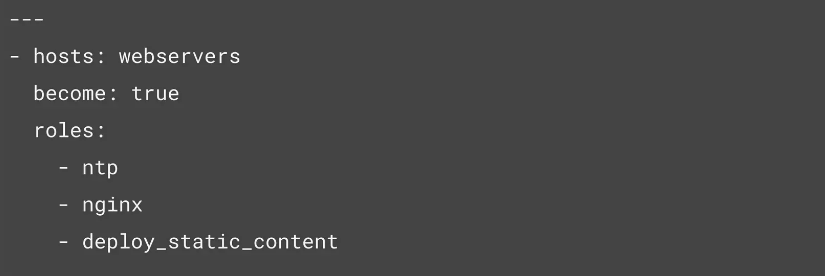 ---
- hosts: webservers
  become: true
  roles:
    - ntp
    - nginx
    - deploy_static_content